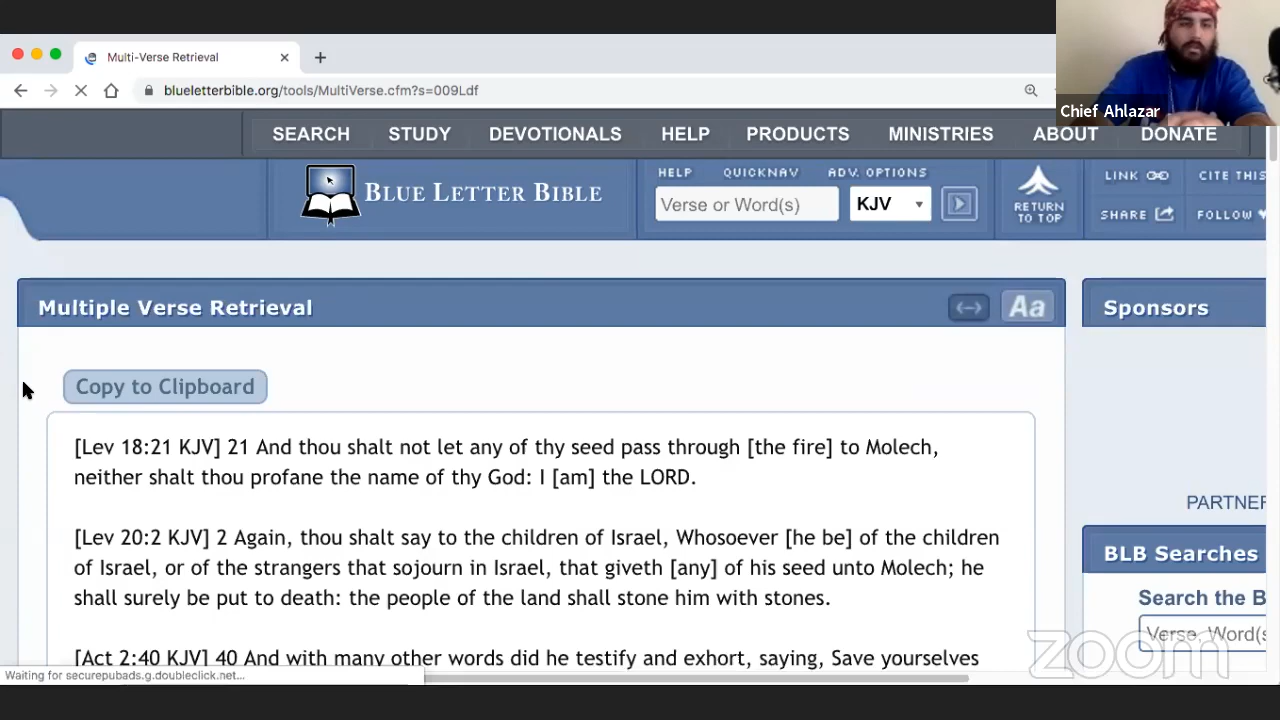 Multi-Verse Retrieval
blueletterbible.org/tools/MultiVerse.cfm?s=009Ldf
Chief Ahlazar
SEARCH STUDY DEVOTIONALS HELP PRODUCTS MINISTRIES ABOUT DONATE
BLUE LETTER BIBLE
HELP QUICKNAV ADV. OPTIONS
Verse or Word(s) KJV
RETURN
TO TOP
LINK CITE THIS
SHARE FOLLOW
Multiple Verse Retrieval Aa
Sponsors
Copy to Clipboard
[Lev 18:21 KJV] 21 And thou shalt not let any of thy seed pass through [the fire] to Molech,
neither shalt thou profane the name of thy God: I [am] the LORD.
[Lev 20:2 KJV] 2 Again, thou shalt say to the children of Israel, Whosoever [he be] of the children
of Israel, or of the strangers that sojourn in Israel, that giveth [any] of his seed unto Molech; he
shall surely be put to death: the people of the land shall stone him with stones.
[Act 2:40 KJV] 40 And with many other words did he testify and exhort, saying, Save yourselves
PARTNER
BLB Searches
Search the B
Verse, Word(s
zoom
Waiting for securepubads.g.doubleclick.net...